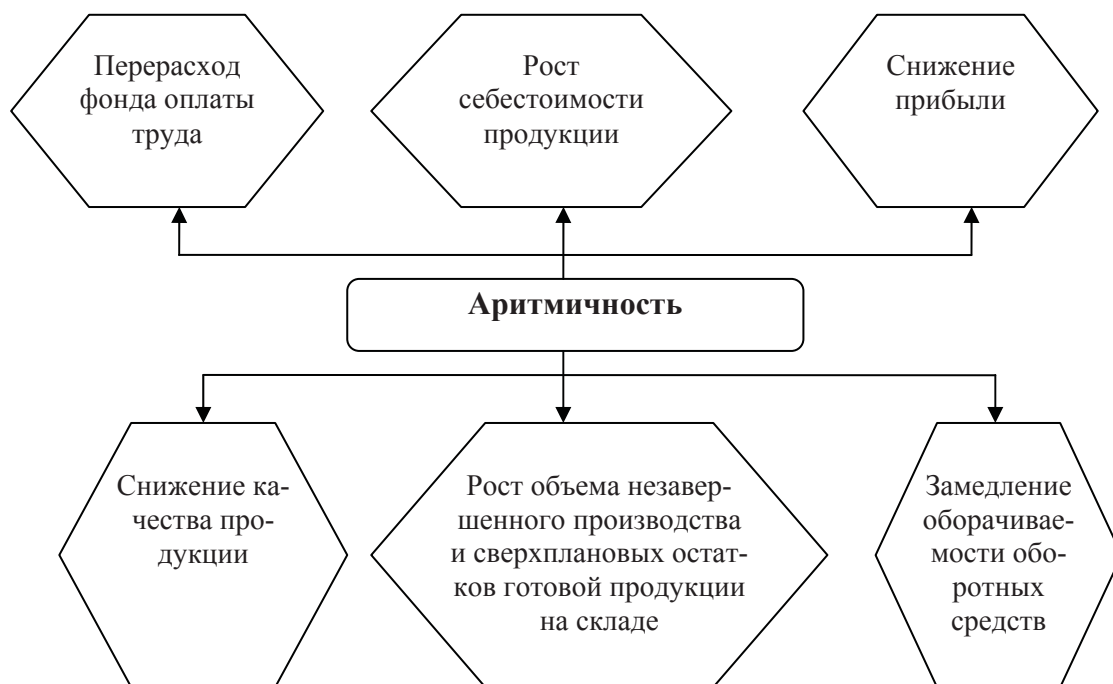 Перерасход
фонда оплаты
труда
Рост
себестоимости
продукции
Снижение
прибыли
Аритмичность
Снижение ка-
чества про-
дукции
Рост объема незавер-
шенного производства
и сверхплановых остат-
ков готовой продукции
на складе
Замедление
оборачивае-
мости обо-
ротных
средств